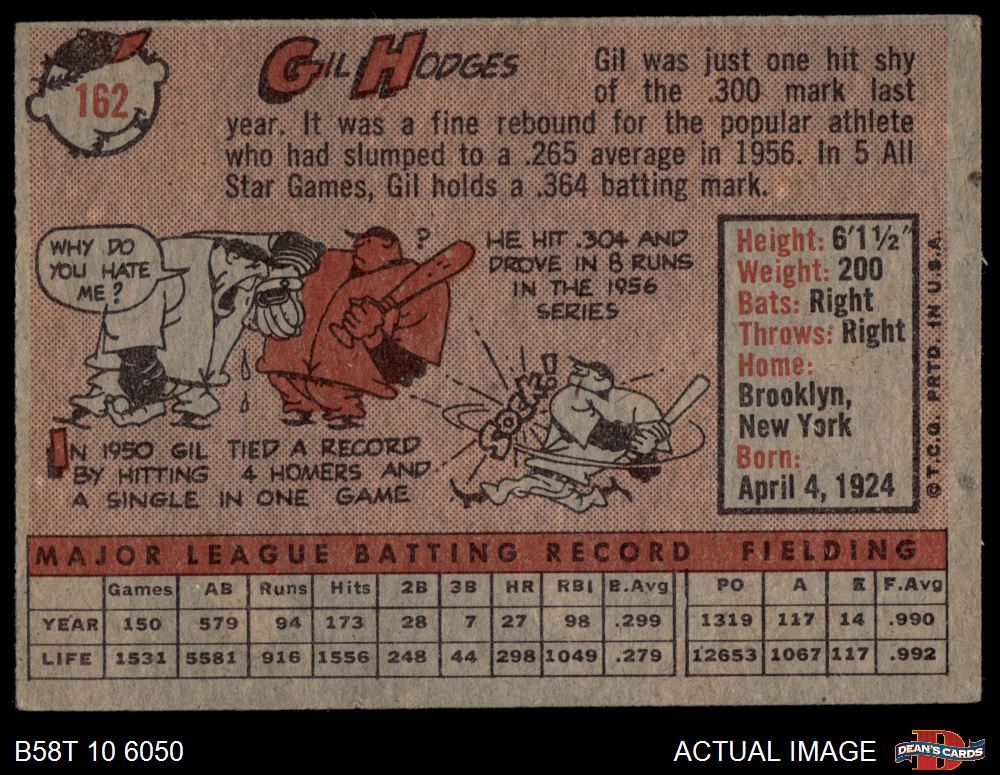 162
Gil Hodges
Gil was just one hit shy
of the .300 mark last
year. It was a fine rebound for the popular athlete
who had slumped to a .265 average in 1956. In 5 All
Star Games, Gil holds a .364 batting mark.
WHY DO
YOU HATE
ME?
?
HE HIT .304 AND
DROVE IN 8 RUNS
IN THE 1956
SERIES
SOCK!
IN 1950 GIL TIED A RECORD
BY HITTING 4 HOMERS AND
A SINGLE IN ONE GAME
Height: 6'1½"
Weight: 200
Bats: Right
Throws: Right
Home:
Brooklyn,
New York
Born:
April 4, 1924
© T.C.G. PRTD. IN U.S.A.
MAJOR LEAGUE BATTING RECORD FIELDING
Games AB Runs Hits 2B 3B HR RBI B.Avg PO A E F.Avg
YEAR 150 579 94 173 28 7 27 98 .299 1319 117 14 .990
LIFE 1531 5581 916 1556 248 44 298 1049 .279 12653 1067 117 .992
B58T 10 6050
ACTUAL IMAGE
DEAN'S CARDS